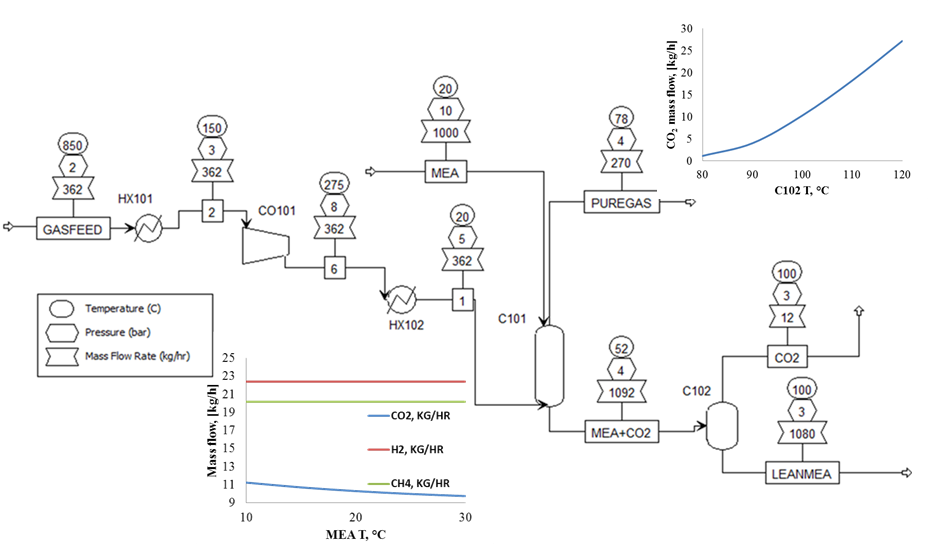 30
25
20
15
10
5
0
CO2 mass flow, [kg/h]
80
90
100
110
120
C102 T, °C
20
10
1000
MEA
78
4
270
PUREGAS
850
2
362
GASFEED
HX101
150
3
362
2
CO101
275
8
362
6
HX102
20
5
362
1
C101
Temperature (C)
Pressure (bar)
Mass Flow Rate (kg/hr)
52
4
1092
MEA+CO2
C102
100
3
12
CO2
100
3
1080
LEANMEA
25
23
21
19
17
15
13
11
9
Mass flow, [kg/h]
CO2, KG/HR
H2, KG/HR
CH4, KG/HR
10
20
30
MEA T, °C